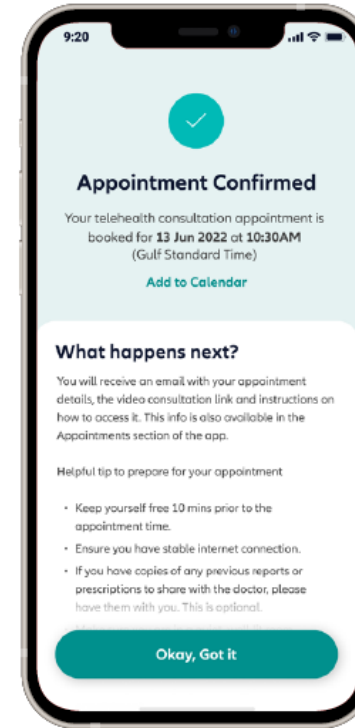 9:20
Appointment Confirmed
Your telehealth consultation appointment is
booked for 13 Jun 2022 at 10:30AM
(Gulf Standard Time)
Add to Calendar
What happens next?
You will receive an email with your appointment
details, the video consultation link and instructions on
how to access it. This info is also available in the
Appointments section of the app.
Helpful tip to prepare for your appointment
• Keep yourself free 10 mins prior to the
appointment time.
• Ensure you have stable internet connection.
• If you have copies of any previous reports or
prescriptions to share with the doctor, please
have them with you. This is optional.
Okay, Got it